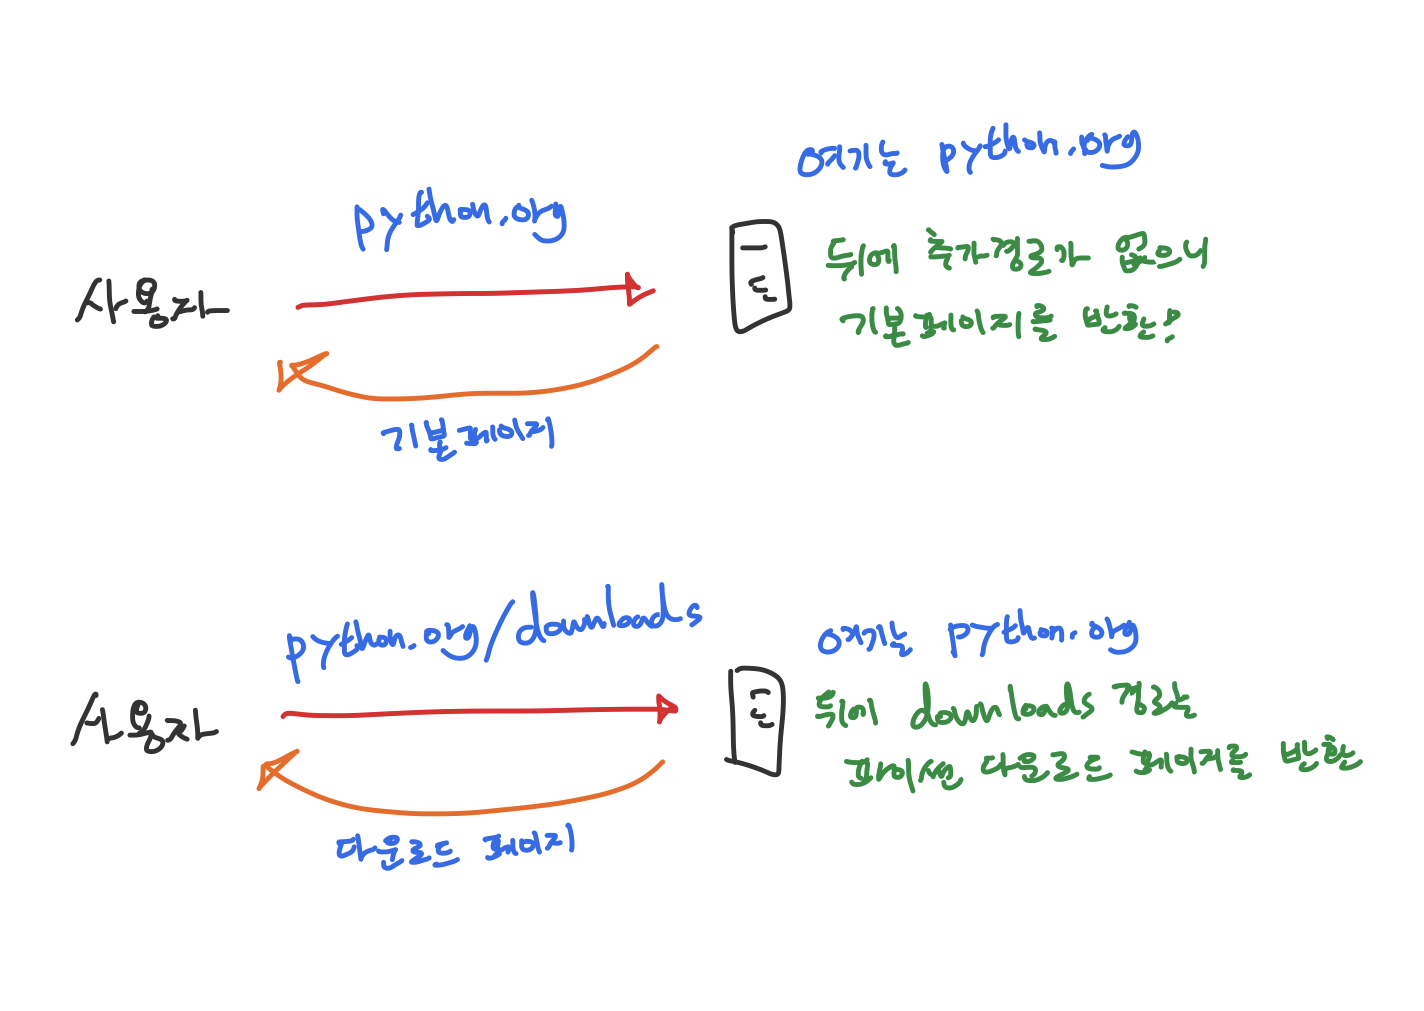 여기는 python.org
python.org
뒤에 추가경로가 없으니
사용자
기본페이지를 반환!
기본페이지
python.org/downloads
여기는 python.org
뒤에 downloads 경로는
사용자
파이썬 다운로드 페이지를 반환
다운로드 페이지